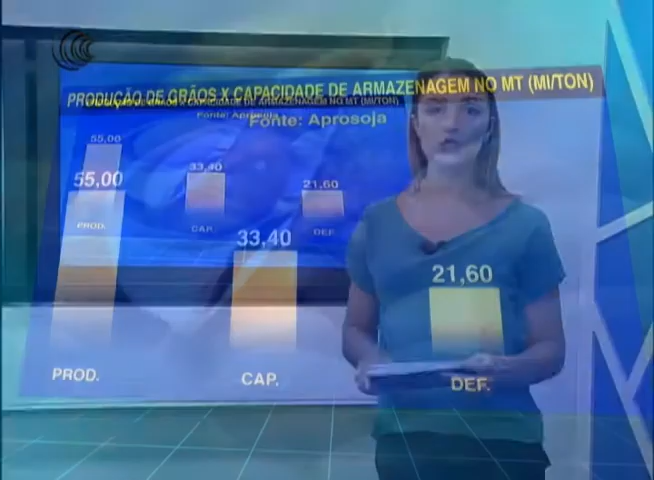 PRODUÇÃO DE GRÃOS X CAPACIDADE DE ARMAZENAGEM NO MT (MI/TON)
Fonte: Aprosoja
55,00
33,40
21,60
PROD.
CAP.
DEF.
55,00
33,40
21,60
PROD.
CAP.
DEF.